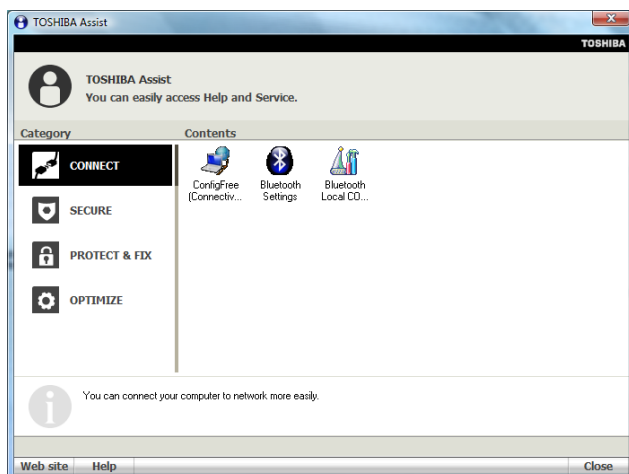 TOSHIBA Assist
TOSHIBA
TOSHIBA Assist
You can easily access Help and Service.
Category
Contents
CONNECT
SECURE
PROTECT & FIX
OPTIMIZE
ConfigFree
(Connectiv...
Bluetooth
Settings
Bluetooth
Local CO...
You can connect your computer to network more easily.
Web site
Help
Close